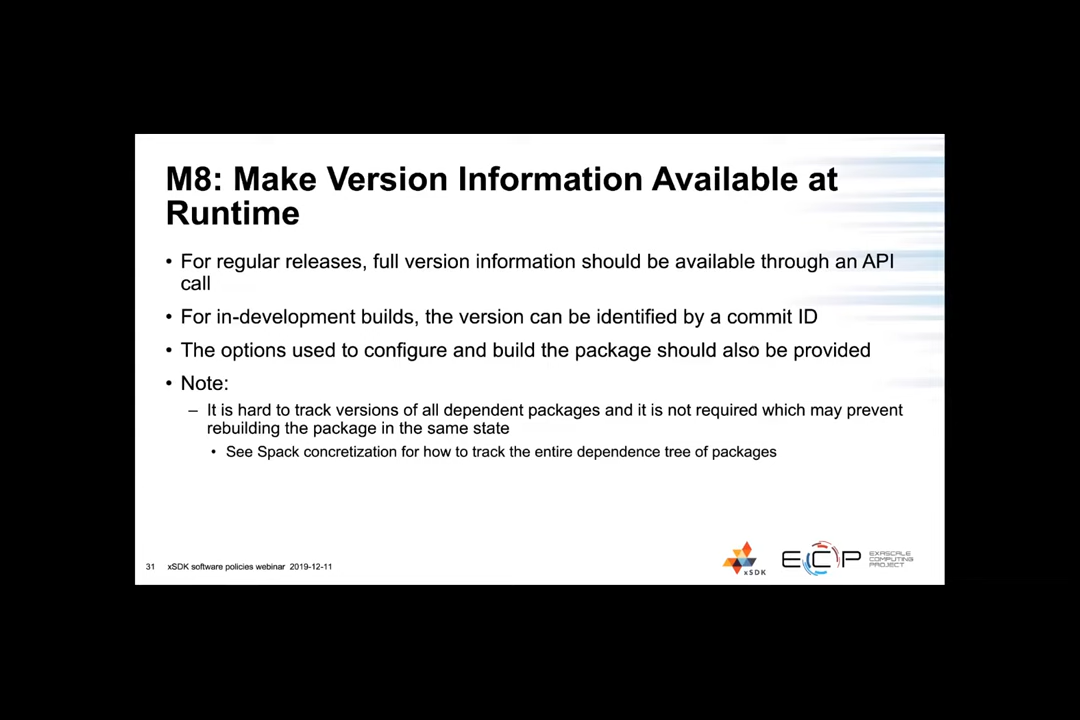 M8: Make Version Information Available at
Runtime
• For regular releases, full version information should be available through an API
call
• For in-development builds, the version can be identified by a commit ID
• The options used to configure and build the package should also be provided
• Note:
– It is hard to track versions of all dependent packages and it is not required which may prevent
rebuilding the package in the same state
• See Spack concretization for how to track the entire dependence tree of packages
31 xSDK software policies webinar 2019-12-11
xSDK
ECP
EXASCALE
COMPUTING
PROJECT